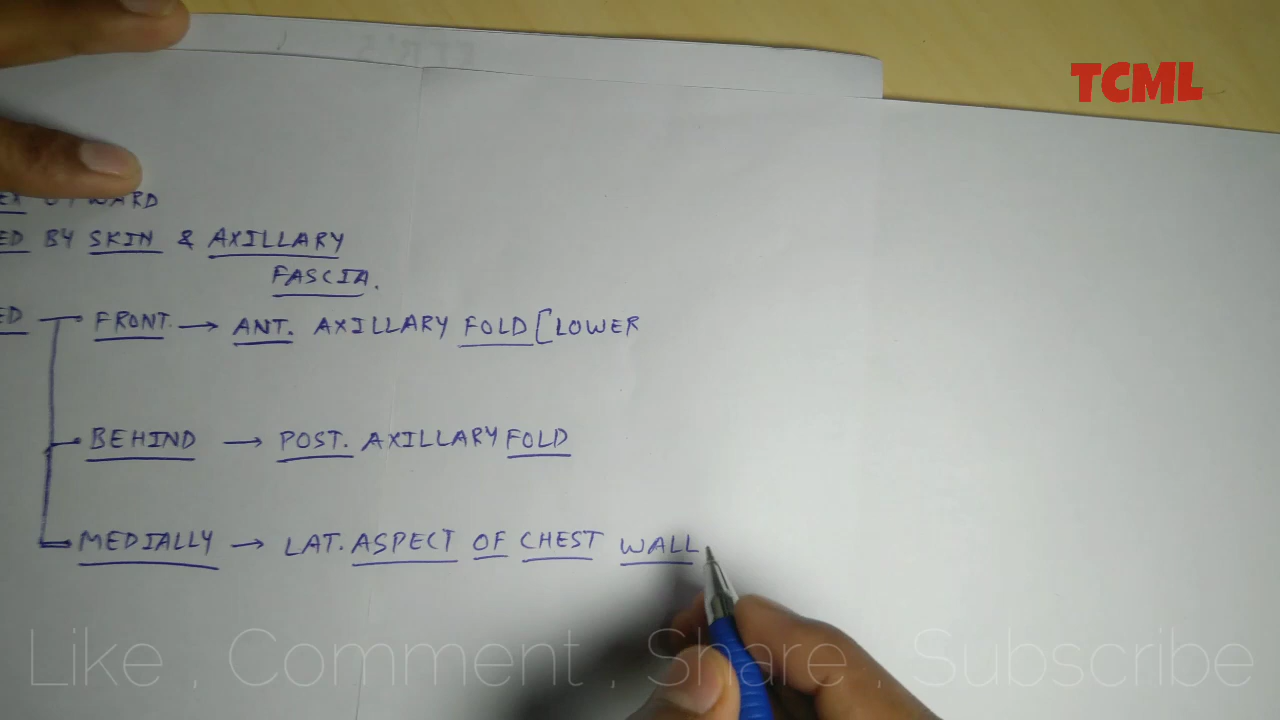 TCML
WARD
BY SKIN & AXILLARY
FASCIA.
FRONT. → ANT. AXILLARY FOLD [LOWER
BEHIND → POST. AXILLARY FOLD
MEDIALLY → LAT. ASPECT OF CHEST WALL
Like , Comment , Share , Subscribe